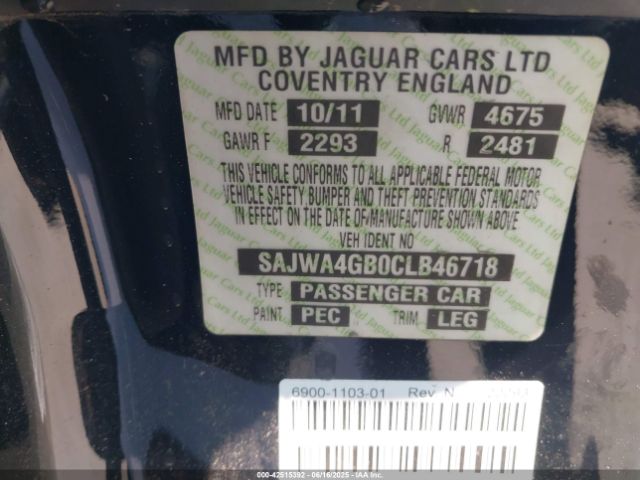 MFD BY JAGUAR CARS LTD
COVENTRY ENGLAND
MFD DATE 10/11 GVWR 4675
GAWR F 2293 R 2481
THIS VEHICLE CONFORMS TO ALL APPLICABLE FEDERAL MOTOR
VEHICLE SAFETY, BUMPER AND THEFT PREVENTION STANDARDS
IN EFFECT ON THE DATE OF MANUFACTURE SHOWN ABOVE
VEH IDENT NO
SAJWA4GB0CLB46718
TYPE PASSENGER CAR
PAINT PEC TRIM LEG
6900-1103-01 Rev. N
000-42515392 - 06/16/2025 - IAAI.COM